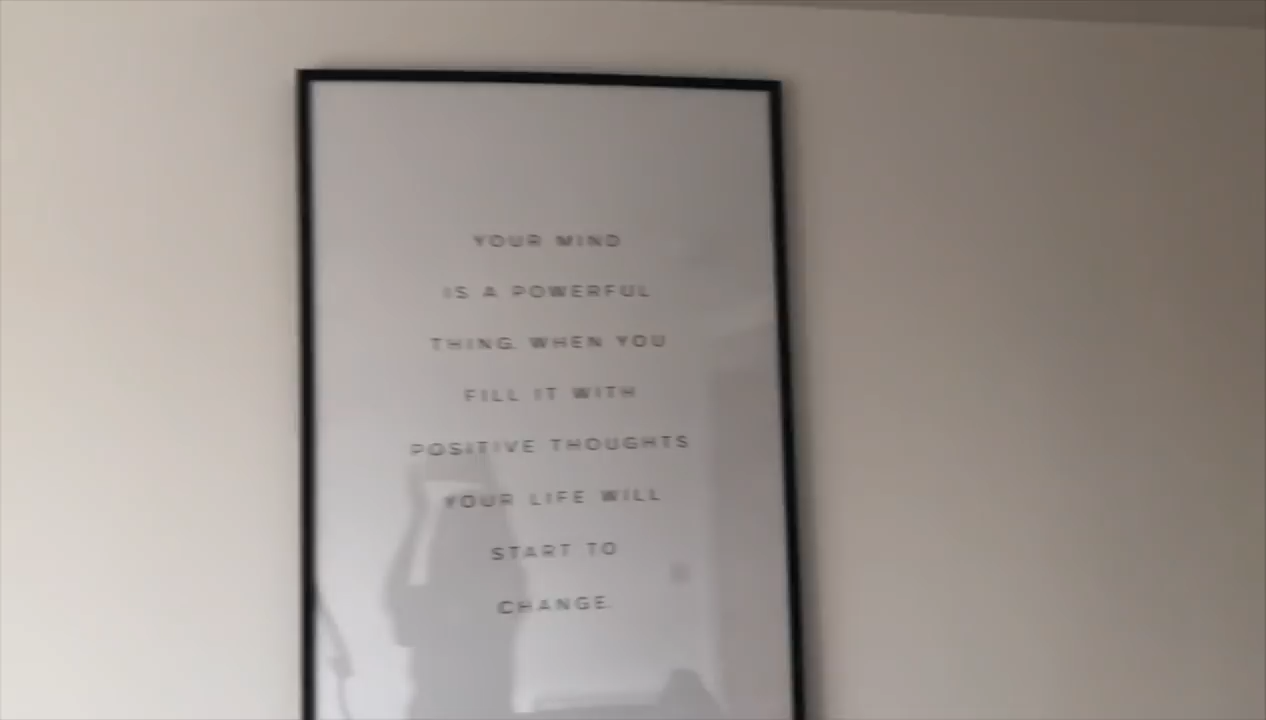 YOUR MIND
IS A POWERFUL
THING. WHEN YOU
FILL IT WITH
POSITIVE THOUGHTS
YOUR LIFE WILL
START TO
CHANGE.